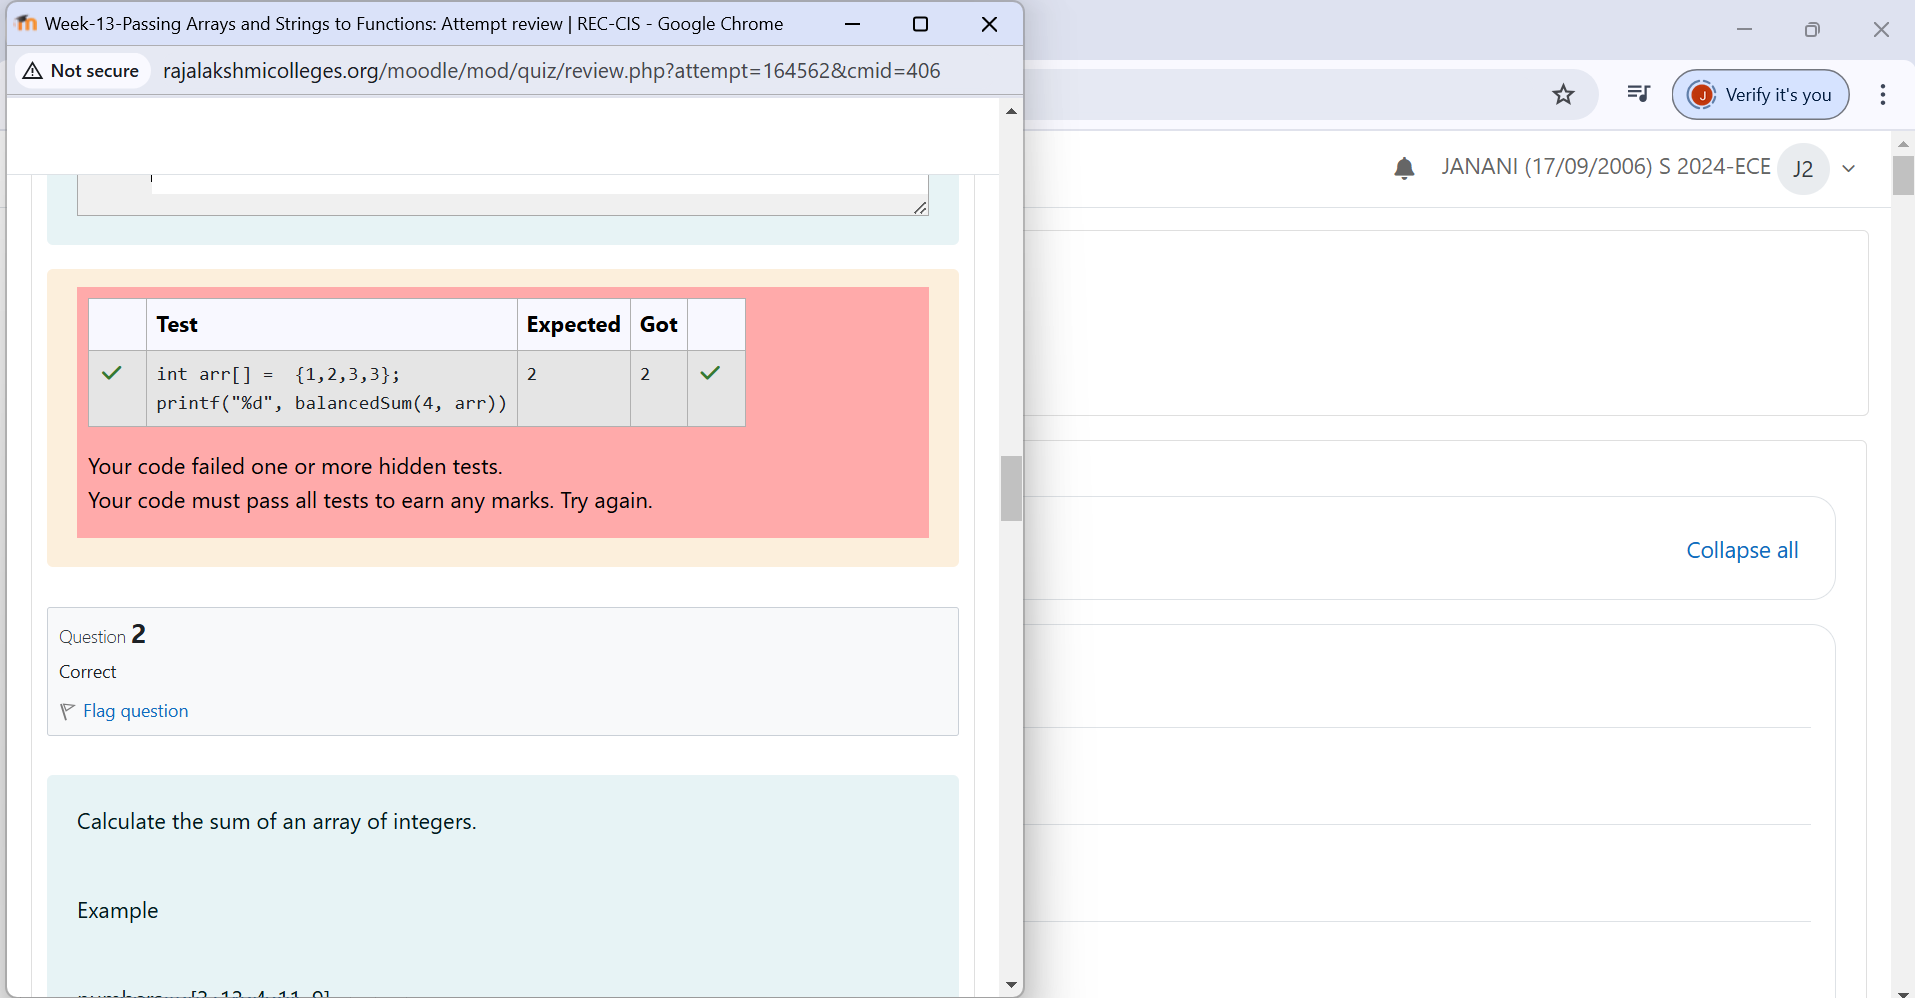 Week-13-Passing Arrays and Strings to Functions: Attempt review | REC-CIS - Google Chrome
Not secure
rajalakshmicolleges.org/moodle/mod/quiz/review.php?attempt=164562&cmid=406
J
Verify it's you
JANANI (17/09/2006) S 2024-ECE
J2
Test
Expected
Got
int arr[] =  {1,2,3,3};
2
2
printf("%d", balancedSum(4, arr))
Your code failed one or more hidden tests.
Your code must pass all tests to earn any marks. Try again.
Collapse all
Question 2
Correct
Flag question
Calculate the sum of an array of integers.
Example